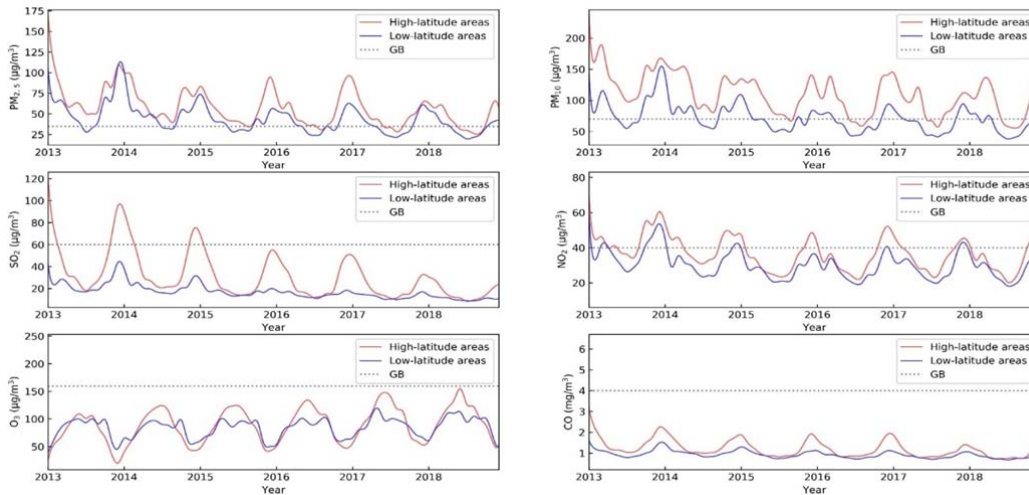 PM2.5 (µg/m³)
175
150
125
100
75
50
25
2013 2014 2015 2016 2017 2018
Year
High-latitude areas
Low-latitude areas
GB
PM10 (µg/m³)
200
150
100
50
2013 2014 2015 2016 2017 2018
Year
High-latitude areas
Low-latitude areas
GB
SO2 (µg/m³)
120
100
80
60
40
20
2013 2014 2015 2016 2017 2018
Year
High-latitude areas
Low-latitude areas
GB
NO2 (µg/m³)
80
60
40
20
2013 2014 2015 2016 2017 2018
Year
High-latitude areas
Low-latitude areas
GB
O3 (µg/m³)
250
200
150
100
50
2013 2014 2015 2016 2017 2018
Year
High-latitude areas
Low-latitude areas
GB
CO (mg/m³)
6
5
4
3
2
1
2013 2014 2015 2016 2017 2018
Year
High-latitude areas
Low-latitude areas
GB